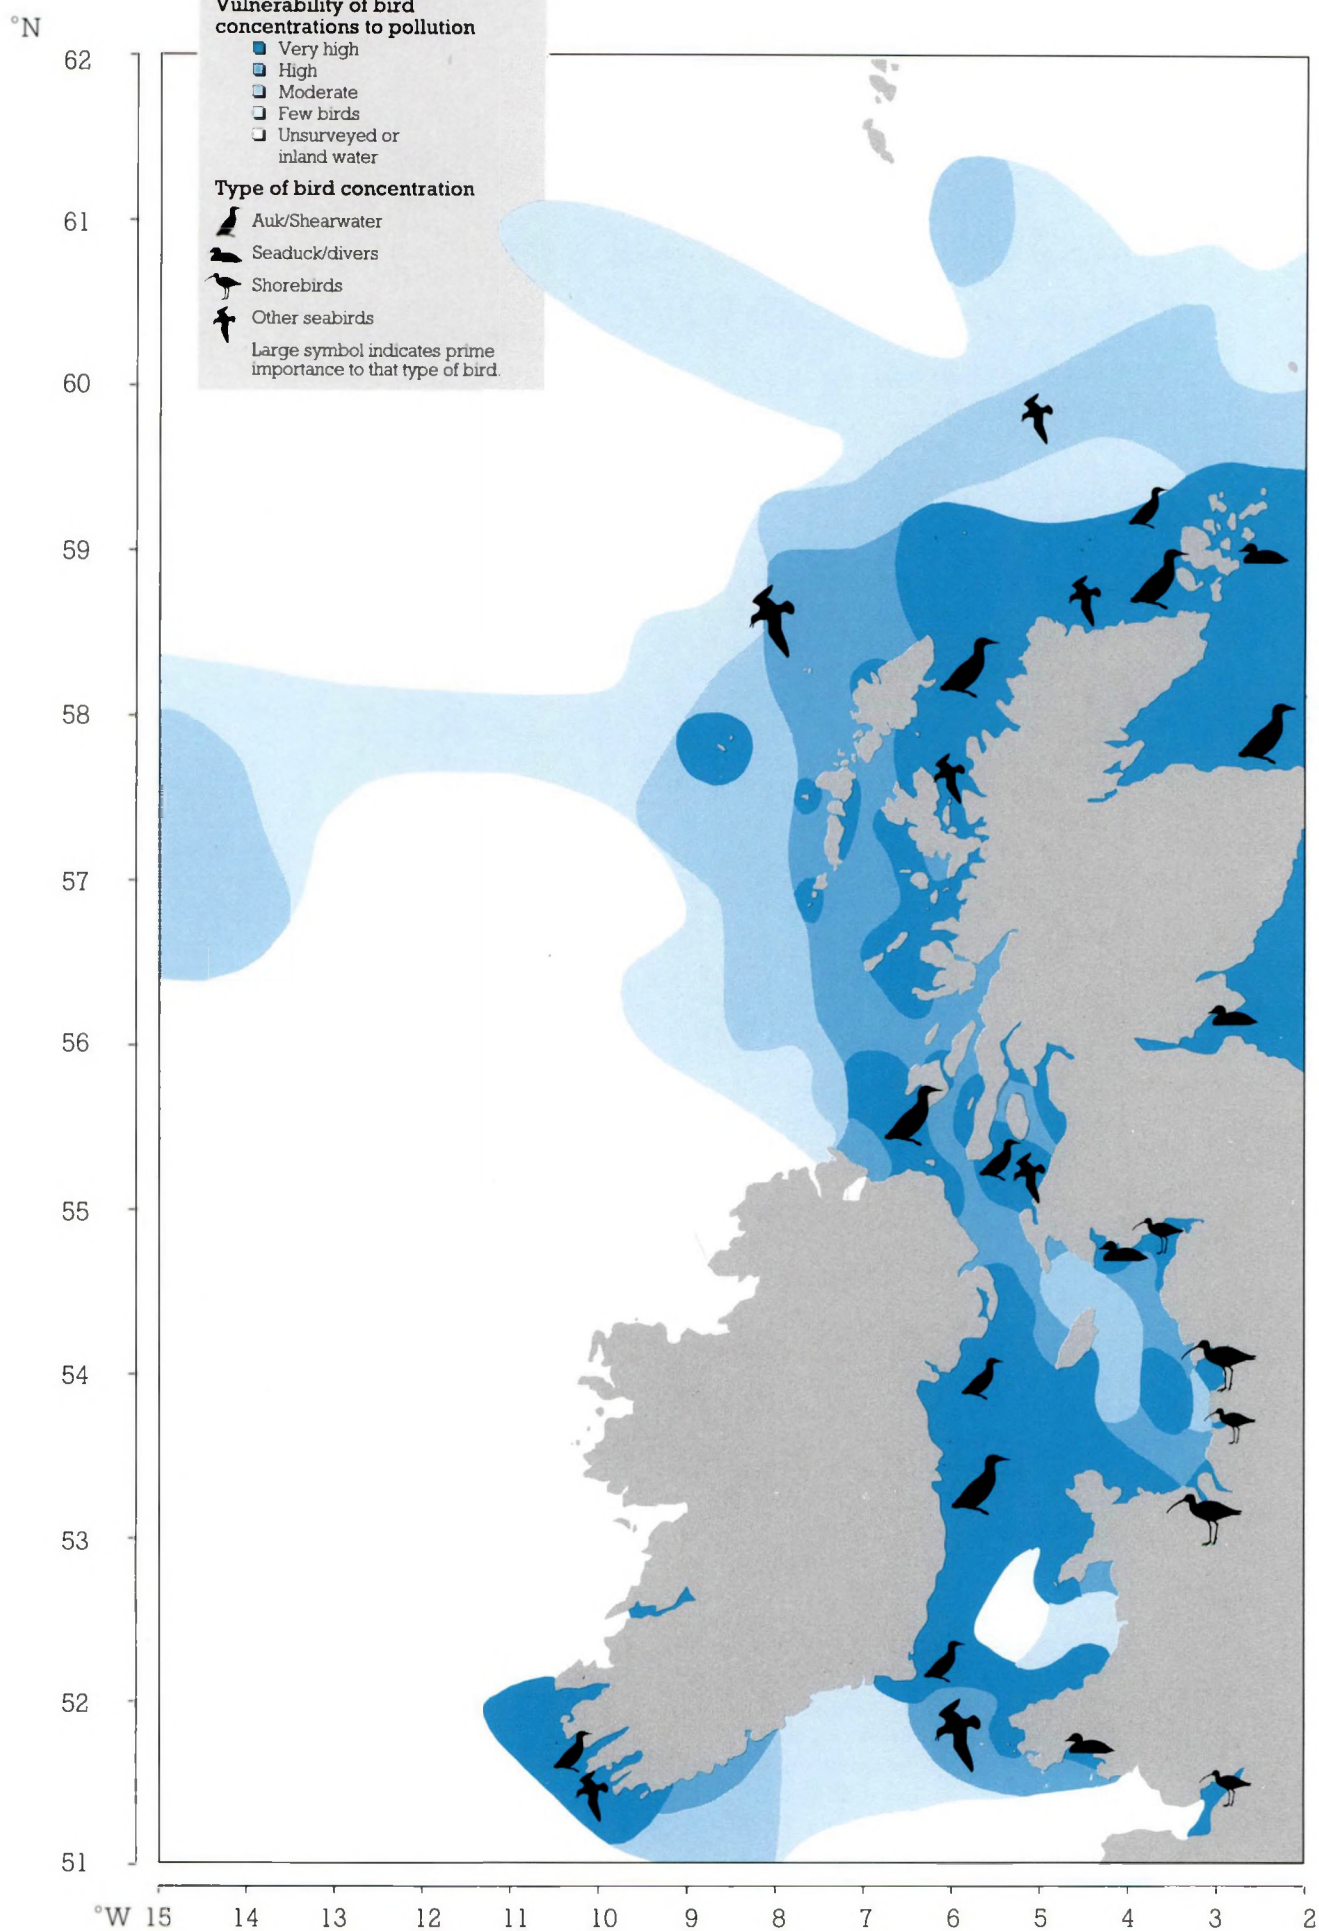 Vulnerability of bird
concentrations to pollution
Very high
High
Moderate
Few birds
Unsurveyed or
inland water
Type of bird concentration
Auk/Shearwater
Seaduck/divers
Shorebirds
Other seabirds
Large symbol indicates prime
importance to that type of bird.
°N
62
61
60
59
58
57
56
55
54
53
52
51
°W 15 14 13 12 11 10 9 8 7 6 5 4 3 2